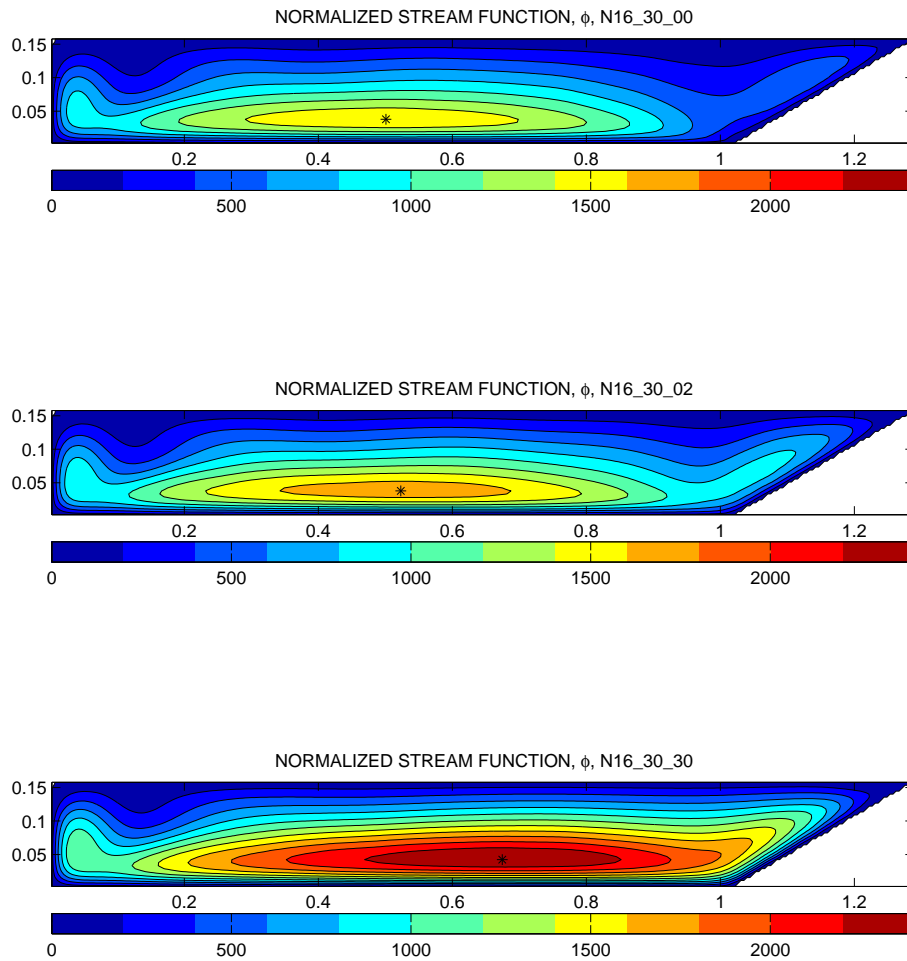 NORMALIZED STREAM FUNCTION, ϕ, N16_30_00
0.15
0.1
0.05
0.2 0.4 0.6 0.8 1 1.2
0 500 1000 1500 2000
NORMALIZED STREAM FUNCTION, ϕ, N16_30_02
0.15
0.1
0.05
0.2 0.4 0.6 0.8 1 1.2
0 500 1000 1500 2000
NORMALIZED STREAM FUNCTION, ϕ, N16_30_30
0.15
0.1
0.05
0.2 0.4 0.6 0.8 1 1.2
0 500 1000 1500 2000